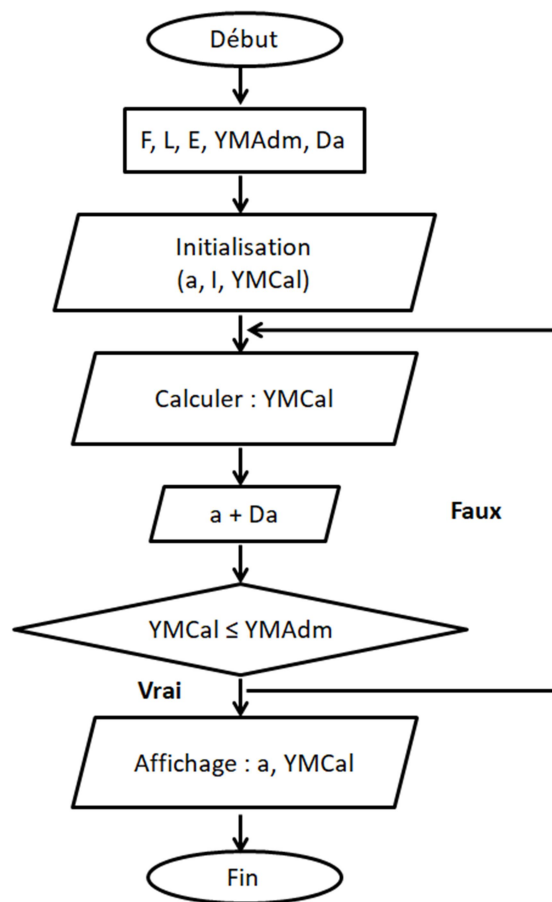 Début
F, L, E, YMAdm, Da
Initialisation
(a, I, YMCal)
Calculer : YMCal
a + Da
Faux
YMCal ≤ YMAdm
Vrai
Affichage : a, YMCal
Fin